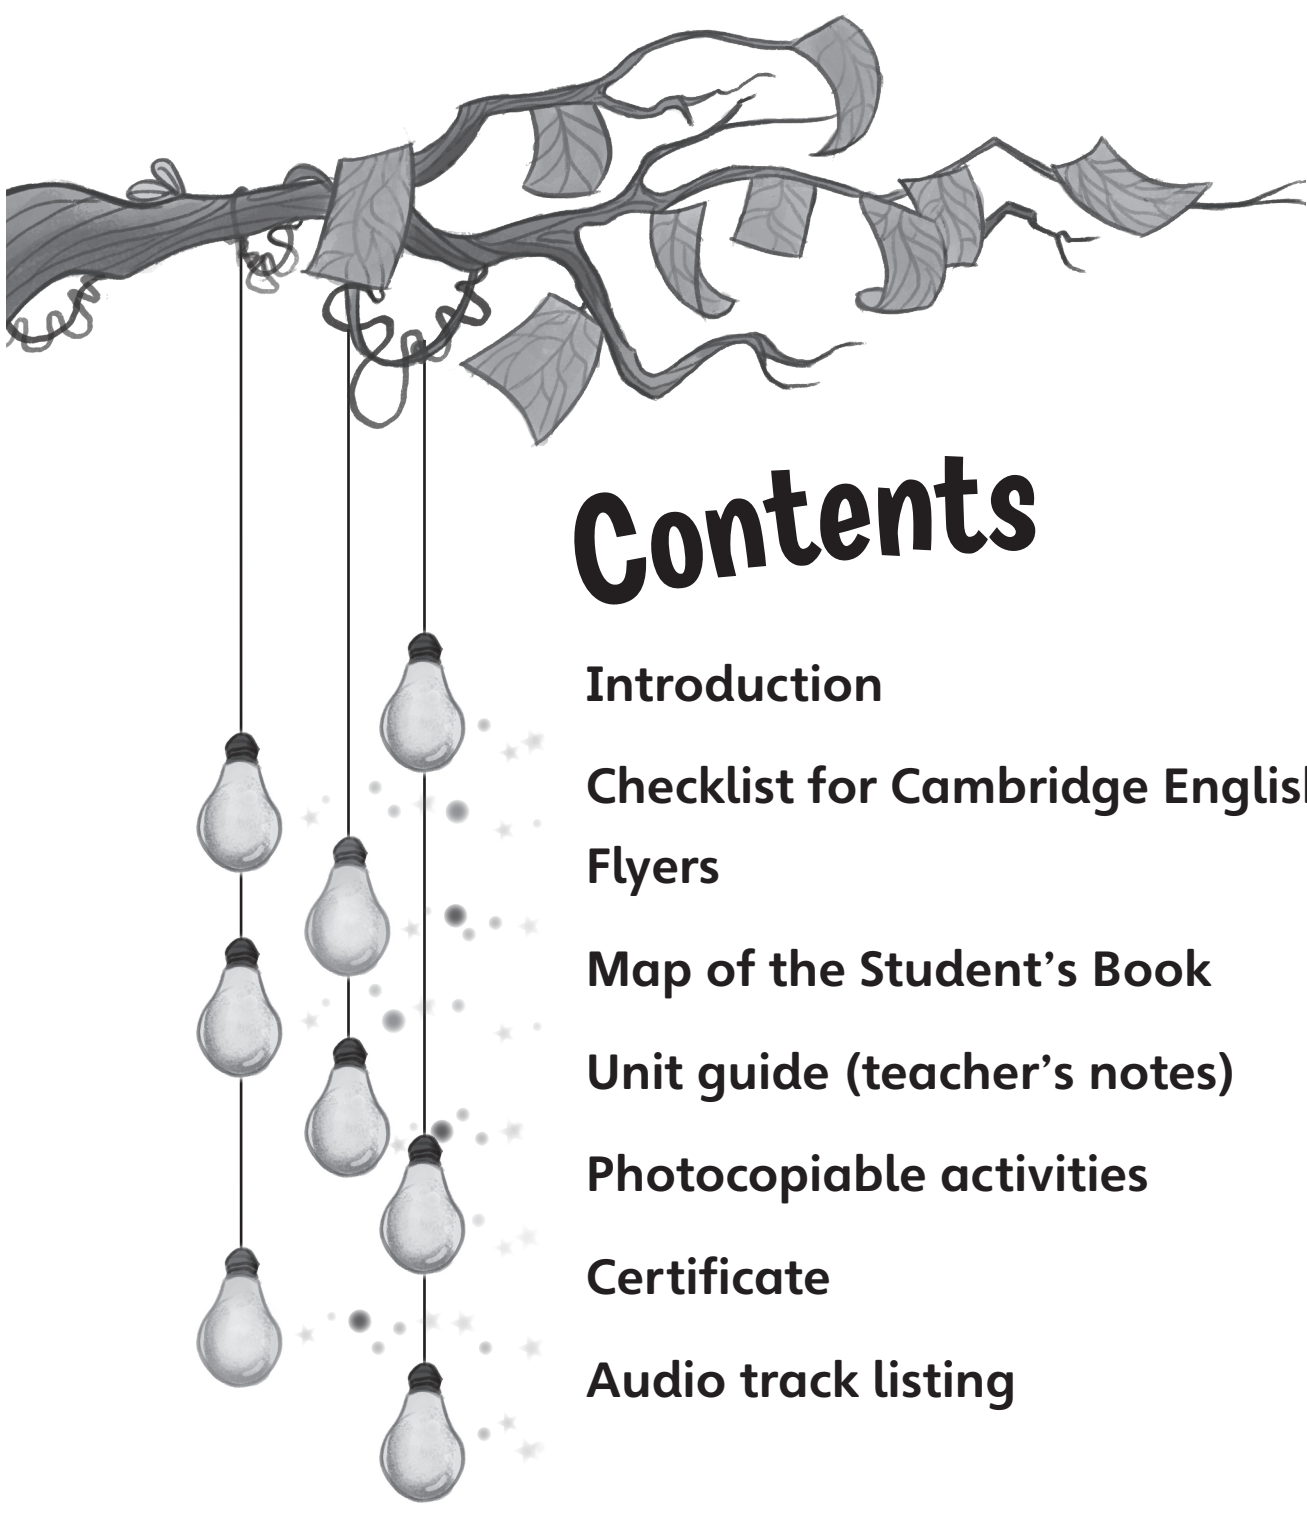 Contents
Introduction
Checklist for Cambridge English
Flyers
Map of the Student’s Book
Unit guide (teacher’s notes)
Photocopiable activities
Certificate
Audio track listing